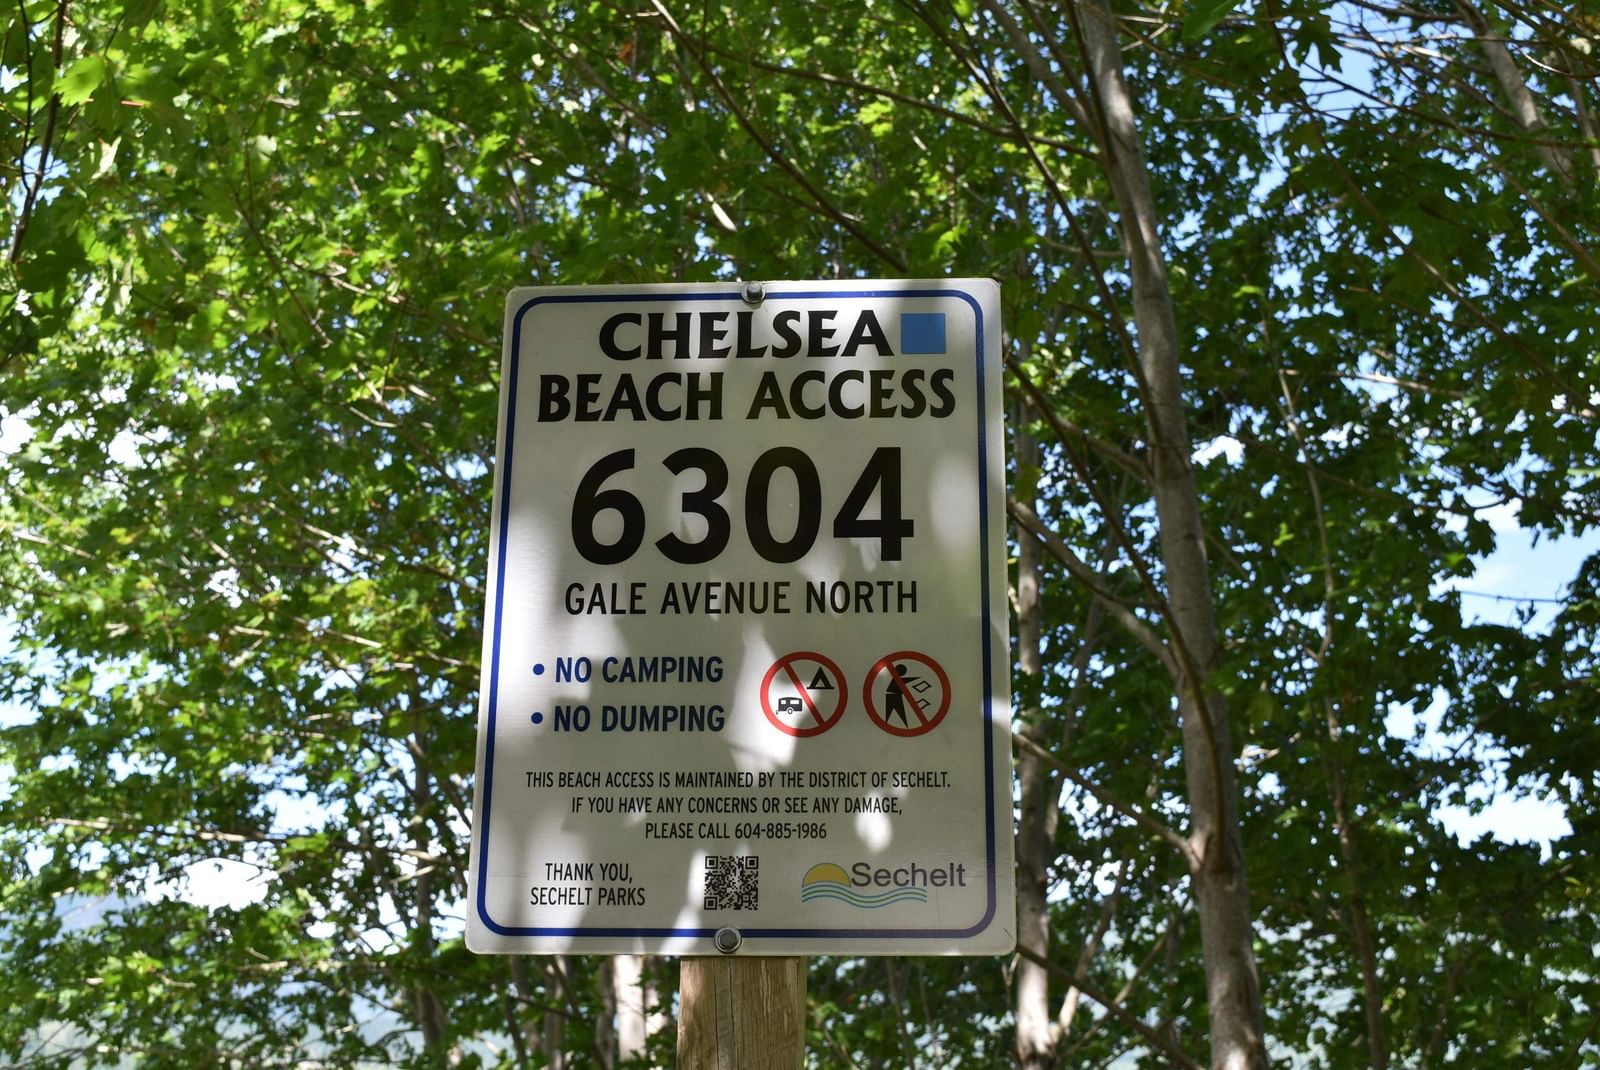 CHELSEA
BEACH ACCESS
6304
GALE AVENUE NORTH
• NO CAMPING
• NO DUMPING
THIS BEACH ACCESS IS MAINTAINED BY THE DISTRICT OF SECHELT.
IF YOU HAVE ANY CONCERNS OR SEE ANY DAMAGE,
PLEASE CALL 604-885-1986
THANK YOU,
SECHELT PARKS
Sechelt